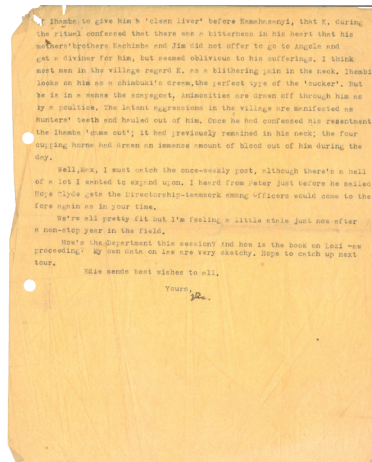 of Ihamba to give him a 'clean liver' before Kamahasanyi, that K. during
the ritual confessed that there was a bitterness in his heart that his
mothers'brothers Kachimba and Jim did not offer to go to Angola and
get a diviner for him, but seemed oblivious to his sufferings. I think
most men in the village regard K. as a blithering pain in the neck. Ihembi
looks on him as a chimbuki's dream, the perfect type of the 'sucker'. But
he is in a sense the scapegoat. Animosities are drawn off through him as
by a poultice. The latent aggressions in the village are manifested as
hunters' teeth and hauled out of him. Once he had confessed his resentment
the Ihamba 'came out'; it had previously remained in his neck; the four
cupping horns had drawn an immense amount of blood out of him during the
day.
Well, Max, I must catch the once-weekly post, although there's a hell
of a lot I wanted to expand upon. I heard from Peter just before he sailed
Hope Clyde gets the Directorship-teamwork among officers would come to the
fore again as in your time.
We're all pretty fit but I'm feeling a little stale just now after
a non-stop year in the field.
How's the Department this session? and how is the book on Lozi law
proceeding? My own data on law are very sketchy. Hope to catch up next
tour.
Edie sends best wishes to all.
Yours,